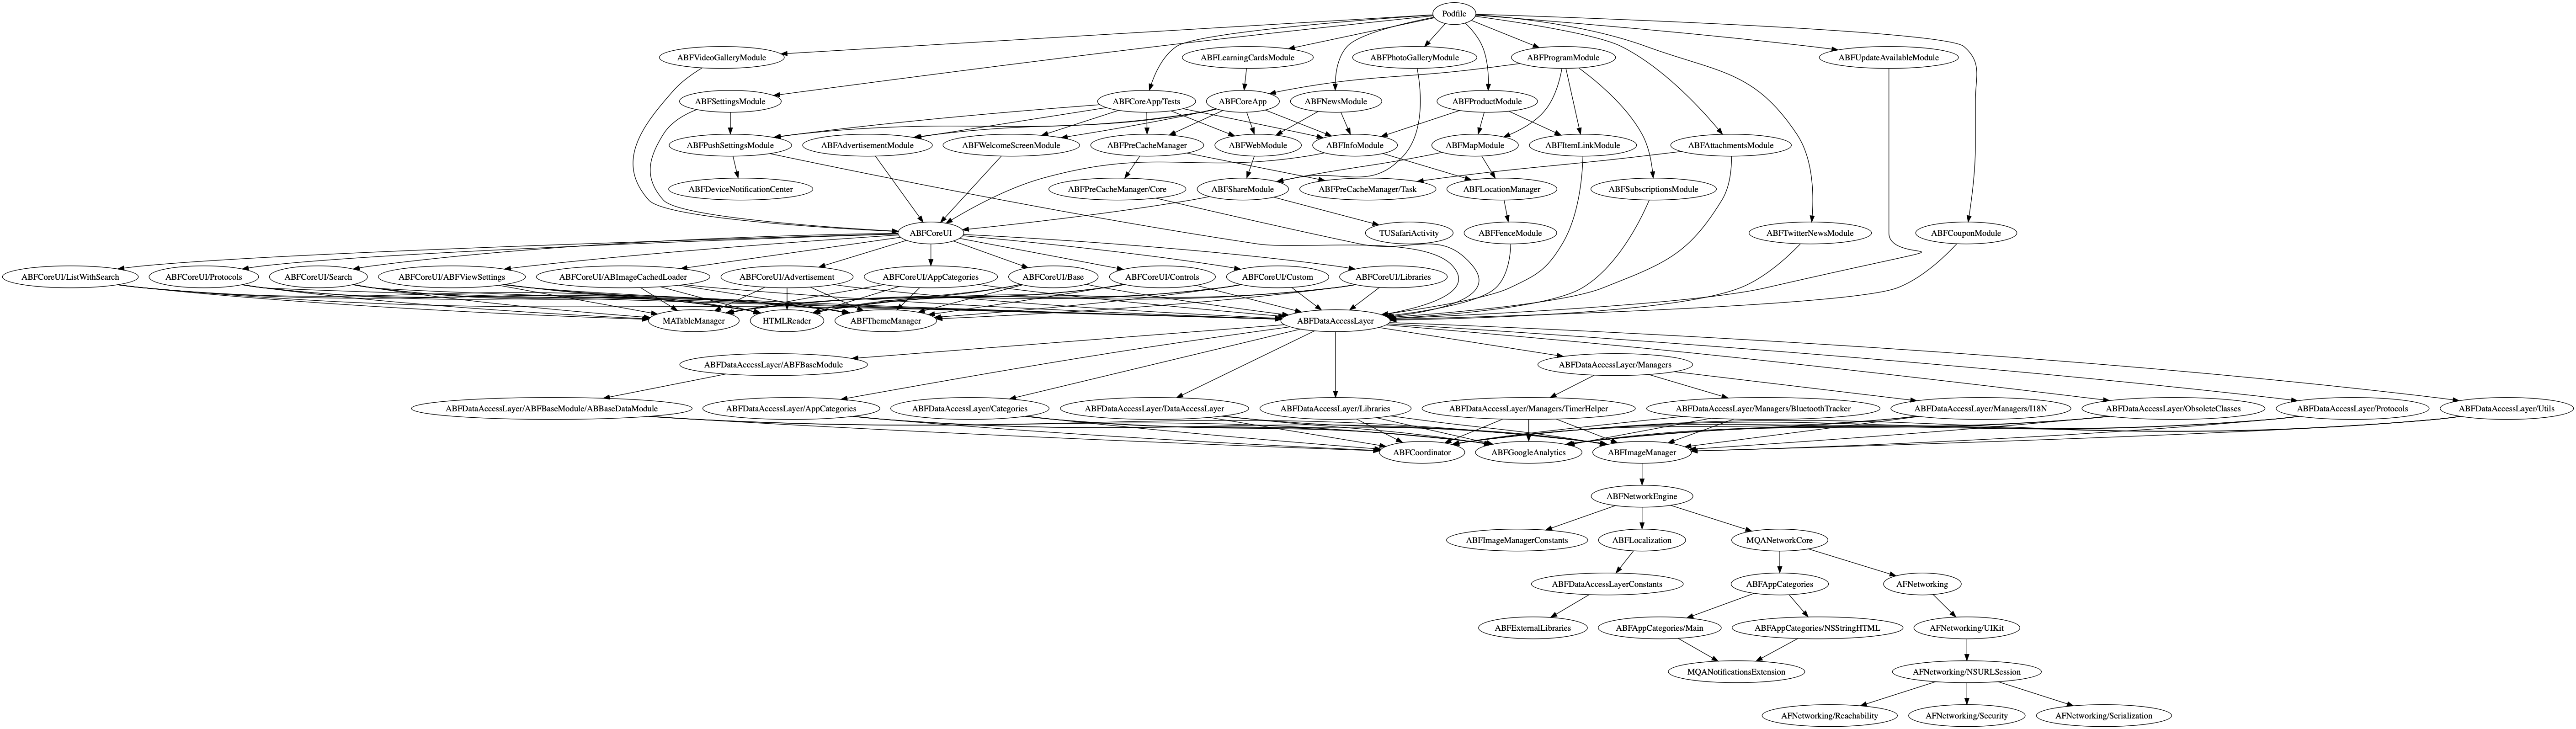 Podfile
ABFVideoGalleryModule
ABFLearningCardsModule
ABFPhotoGalleryModule
ABFProgramModule
ABFUpdateAvailableModule
ABFSettingsModule
ABFCoreApp/Tests
ABFCoreApp
ABFNewsModule
ABFProductModule
ABFPushSettingsModule
ABFAdvertisementModule
ABFWelcomeScreenModule
ABFPreCacheManager
ABFWebModule
ABFInfoModule
ABFMapModule
ABFItemLinkModule
ABFAttachmentsModule
ABFDeviceNotificationCenter
ABFPreCacheManager/Core
ABFShareModule
ABFPreCacheManager/Task
ABFLocationManager
ABFSubscriptionsModule
ABFCoreUI
TUSafariActivity
ABFFenceModule
ABFTwitterNewsModule
ABFCouponModule
ABFCoreUI/ListWithSearch
ABFCoreUI/Protocols
ABFCoreUI/Search
ABFCoreUI/ABFViewSettings
ABFCoreUI/ABImageCachedLoader
ABFCoreUI/Advertisement
ABFCoreUI/AppCategories
ABFCoreUI/Base
ABFCoreUI/Controls
ABFCoreUI/Custom
ABFCoreUI/Libraries
MATableManager
HTMLReader
ABFThemeManager
ABFDataAccessLayer
ABFDataAccessLayer/ABFBaseModule
ABFDataAccessLayer/Managers
ABFDataAccessLayer/ABFBaseModule/ABBaseDataModule
ABFDataAccessLayer/AppCategories
ABFDataAccessLayer/Categories
ABFDataAccessLayer/DataAccessLayer
ABFDataAccessLayer/Libraries
ABFDataAccessLayer/Managers/TimerHelper
ABFDataAccessLayer/Managers/BluetoothTracker
ABFDataAccessLayer/Managers/I18N
ABFDataAccessLayer/ObsoleteClasses
ABFDataAccessLayer/Protocols
ABFDataAccessLayer/Utils
ABFCoordinator
ABFGoogleAnalytics
ABFImageManager
ABFNetworkEngine
ABFImageManagerConstants
ABFLocalization
MQANetworkCore
ABFDataAccessLayerConstants
ABFAppCategories
AFNetworking
ABFExternalLibraries
ABFAppCategories/Main
ABFAppCategories/NSStringHTML
AFNetworking/UIKit
MQANotificationsExtension
AFNetworking/NSURLSession
AFNetworking/Reachability
AFNetworking/Security
AFNetworking/Serialization